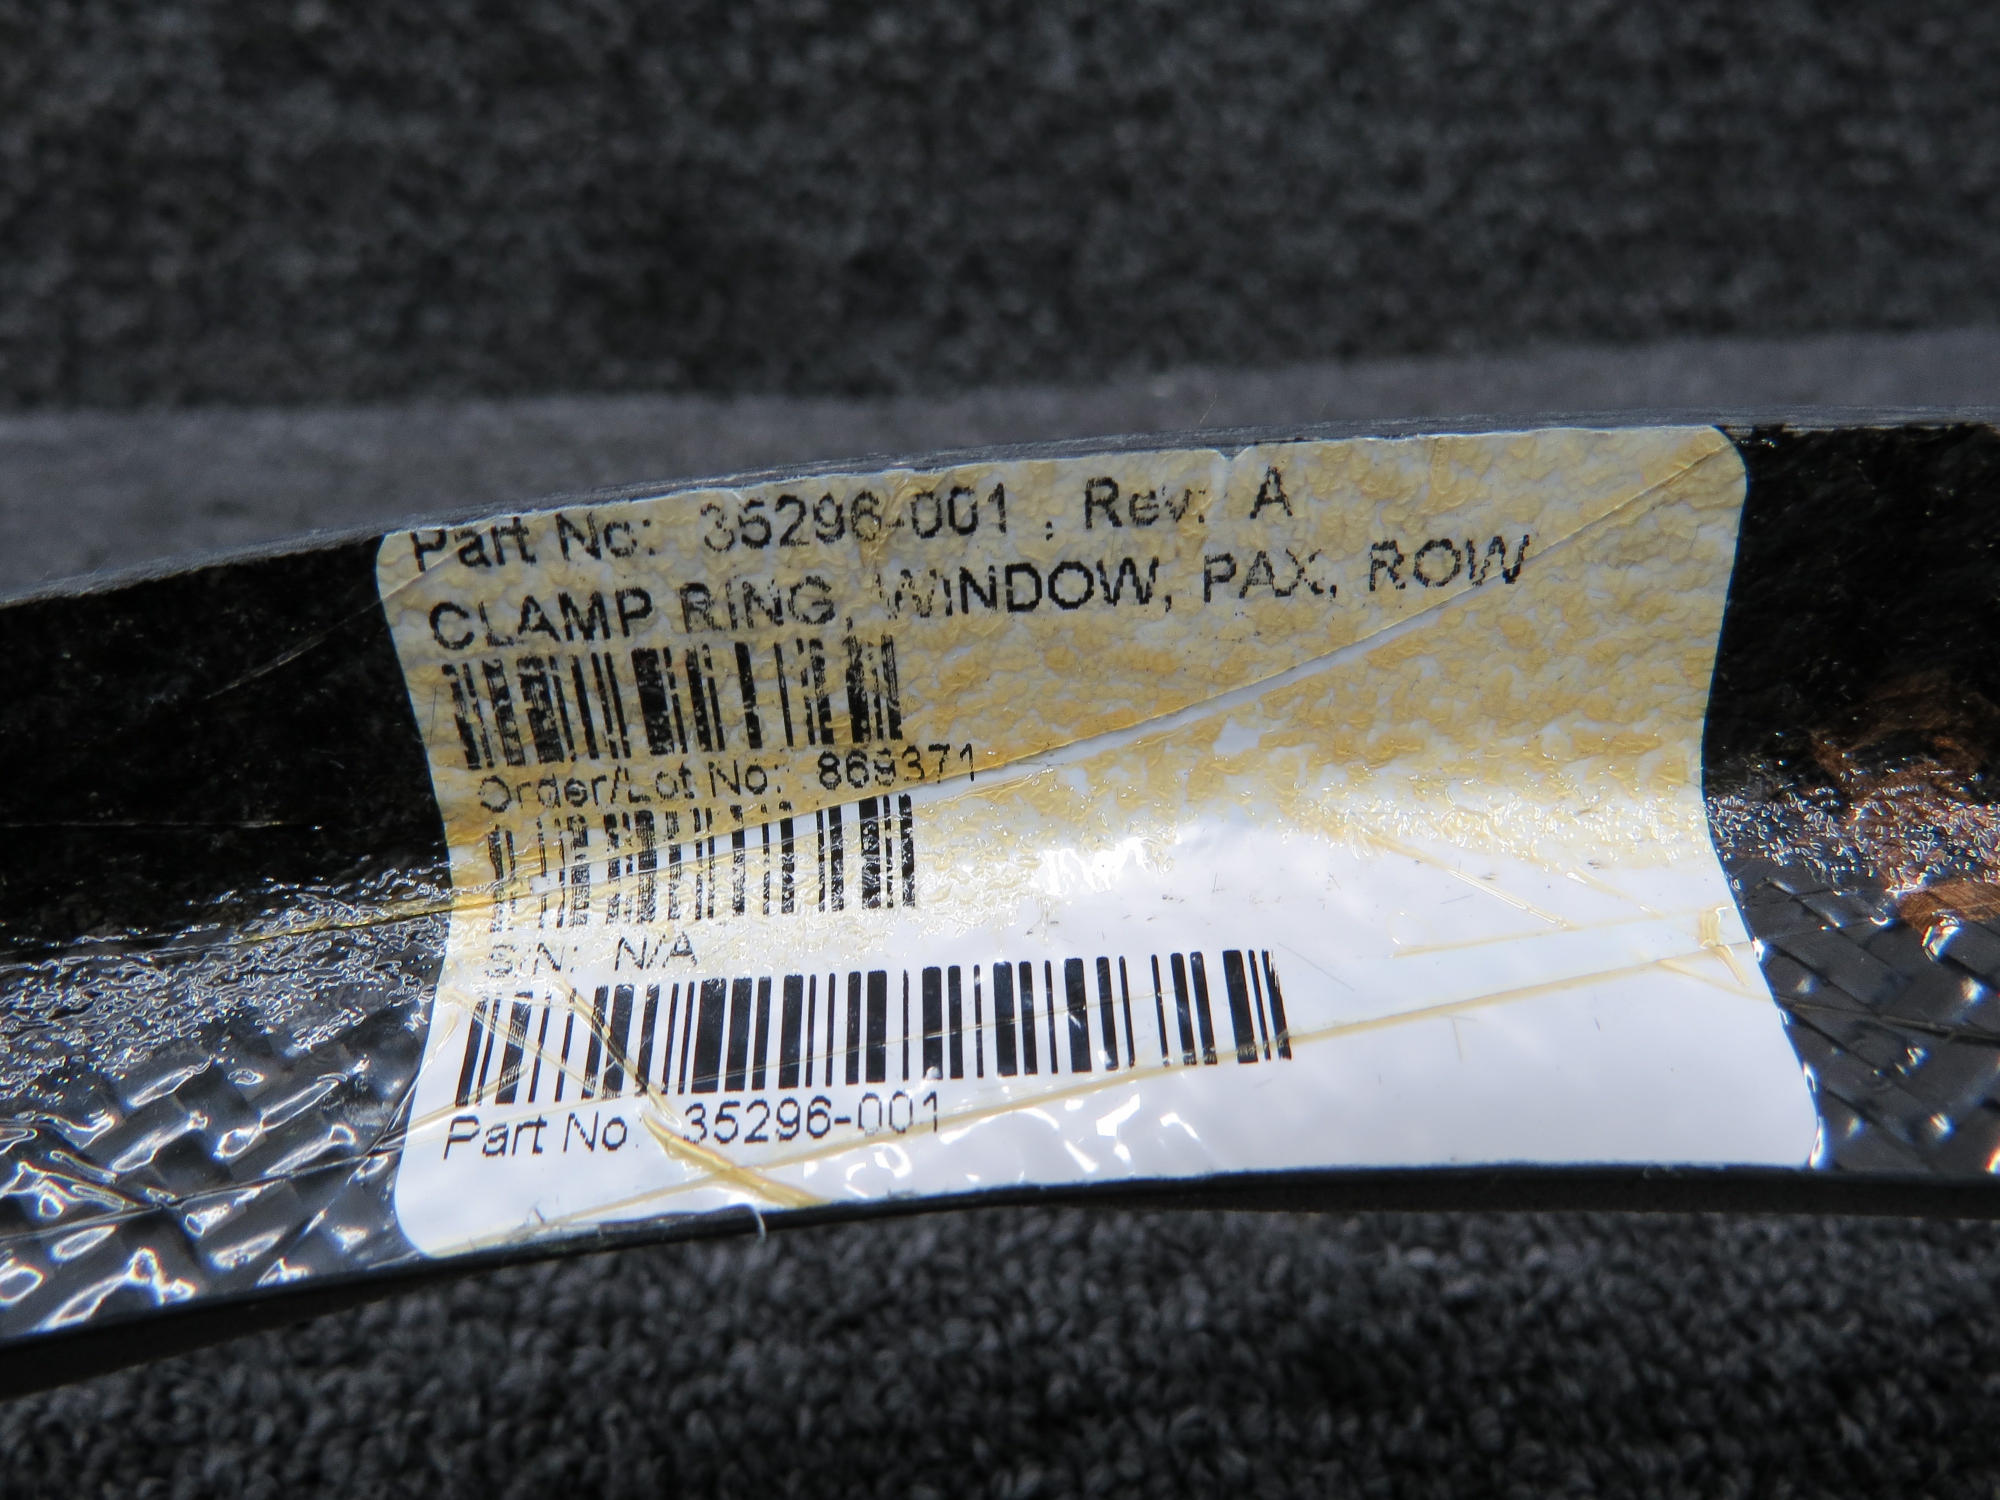 Part No: 35296-001 , Rev: A
CLAMP RING, WINDOW, PAX, ROW
Order/Lot No: 869371
S/N: N/A
Part No: 35296-001